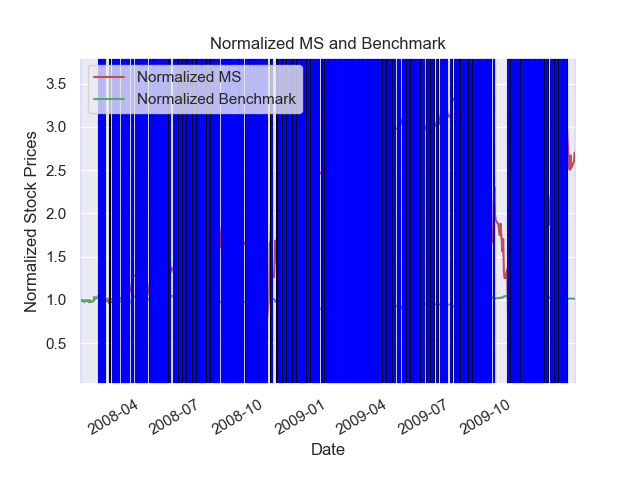 Normalized MS and Benchmark
Normalized MS
Normalized Benchmark
Normalized Stock Prices
3.5
3.0
2.5
2.0
1.5
1.0
0.5
2008-04
2008-07
2008-10
2009-01
2009-04
2009-07
2009-10
Date